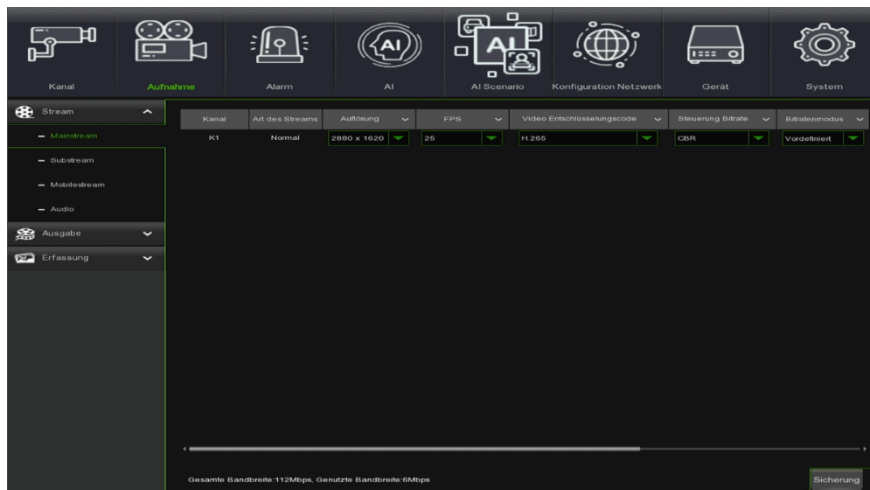 Kanal Aufnahme Alarm AI AI Scenario Konfiguration Netzwerk Gerät System
Stream
Mainstream
Substream
Mobilestream
Audio
Ausgabe
Erfassung
Kanal Art des Streams Auflösung FPS Video Entschlüsselungscode Steuerung Bitrate Bitratenmodus
K1 Normal 2880 x 1620 25 H.265 CBR Vordefiniert
Gesamte Bandbreite:112Mbps, Genutzte Bandbreite:6Mbps
Sicherung